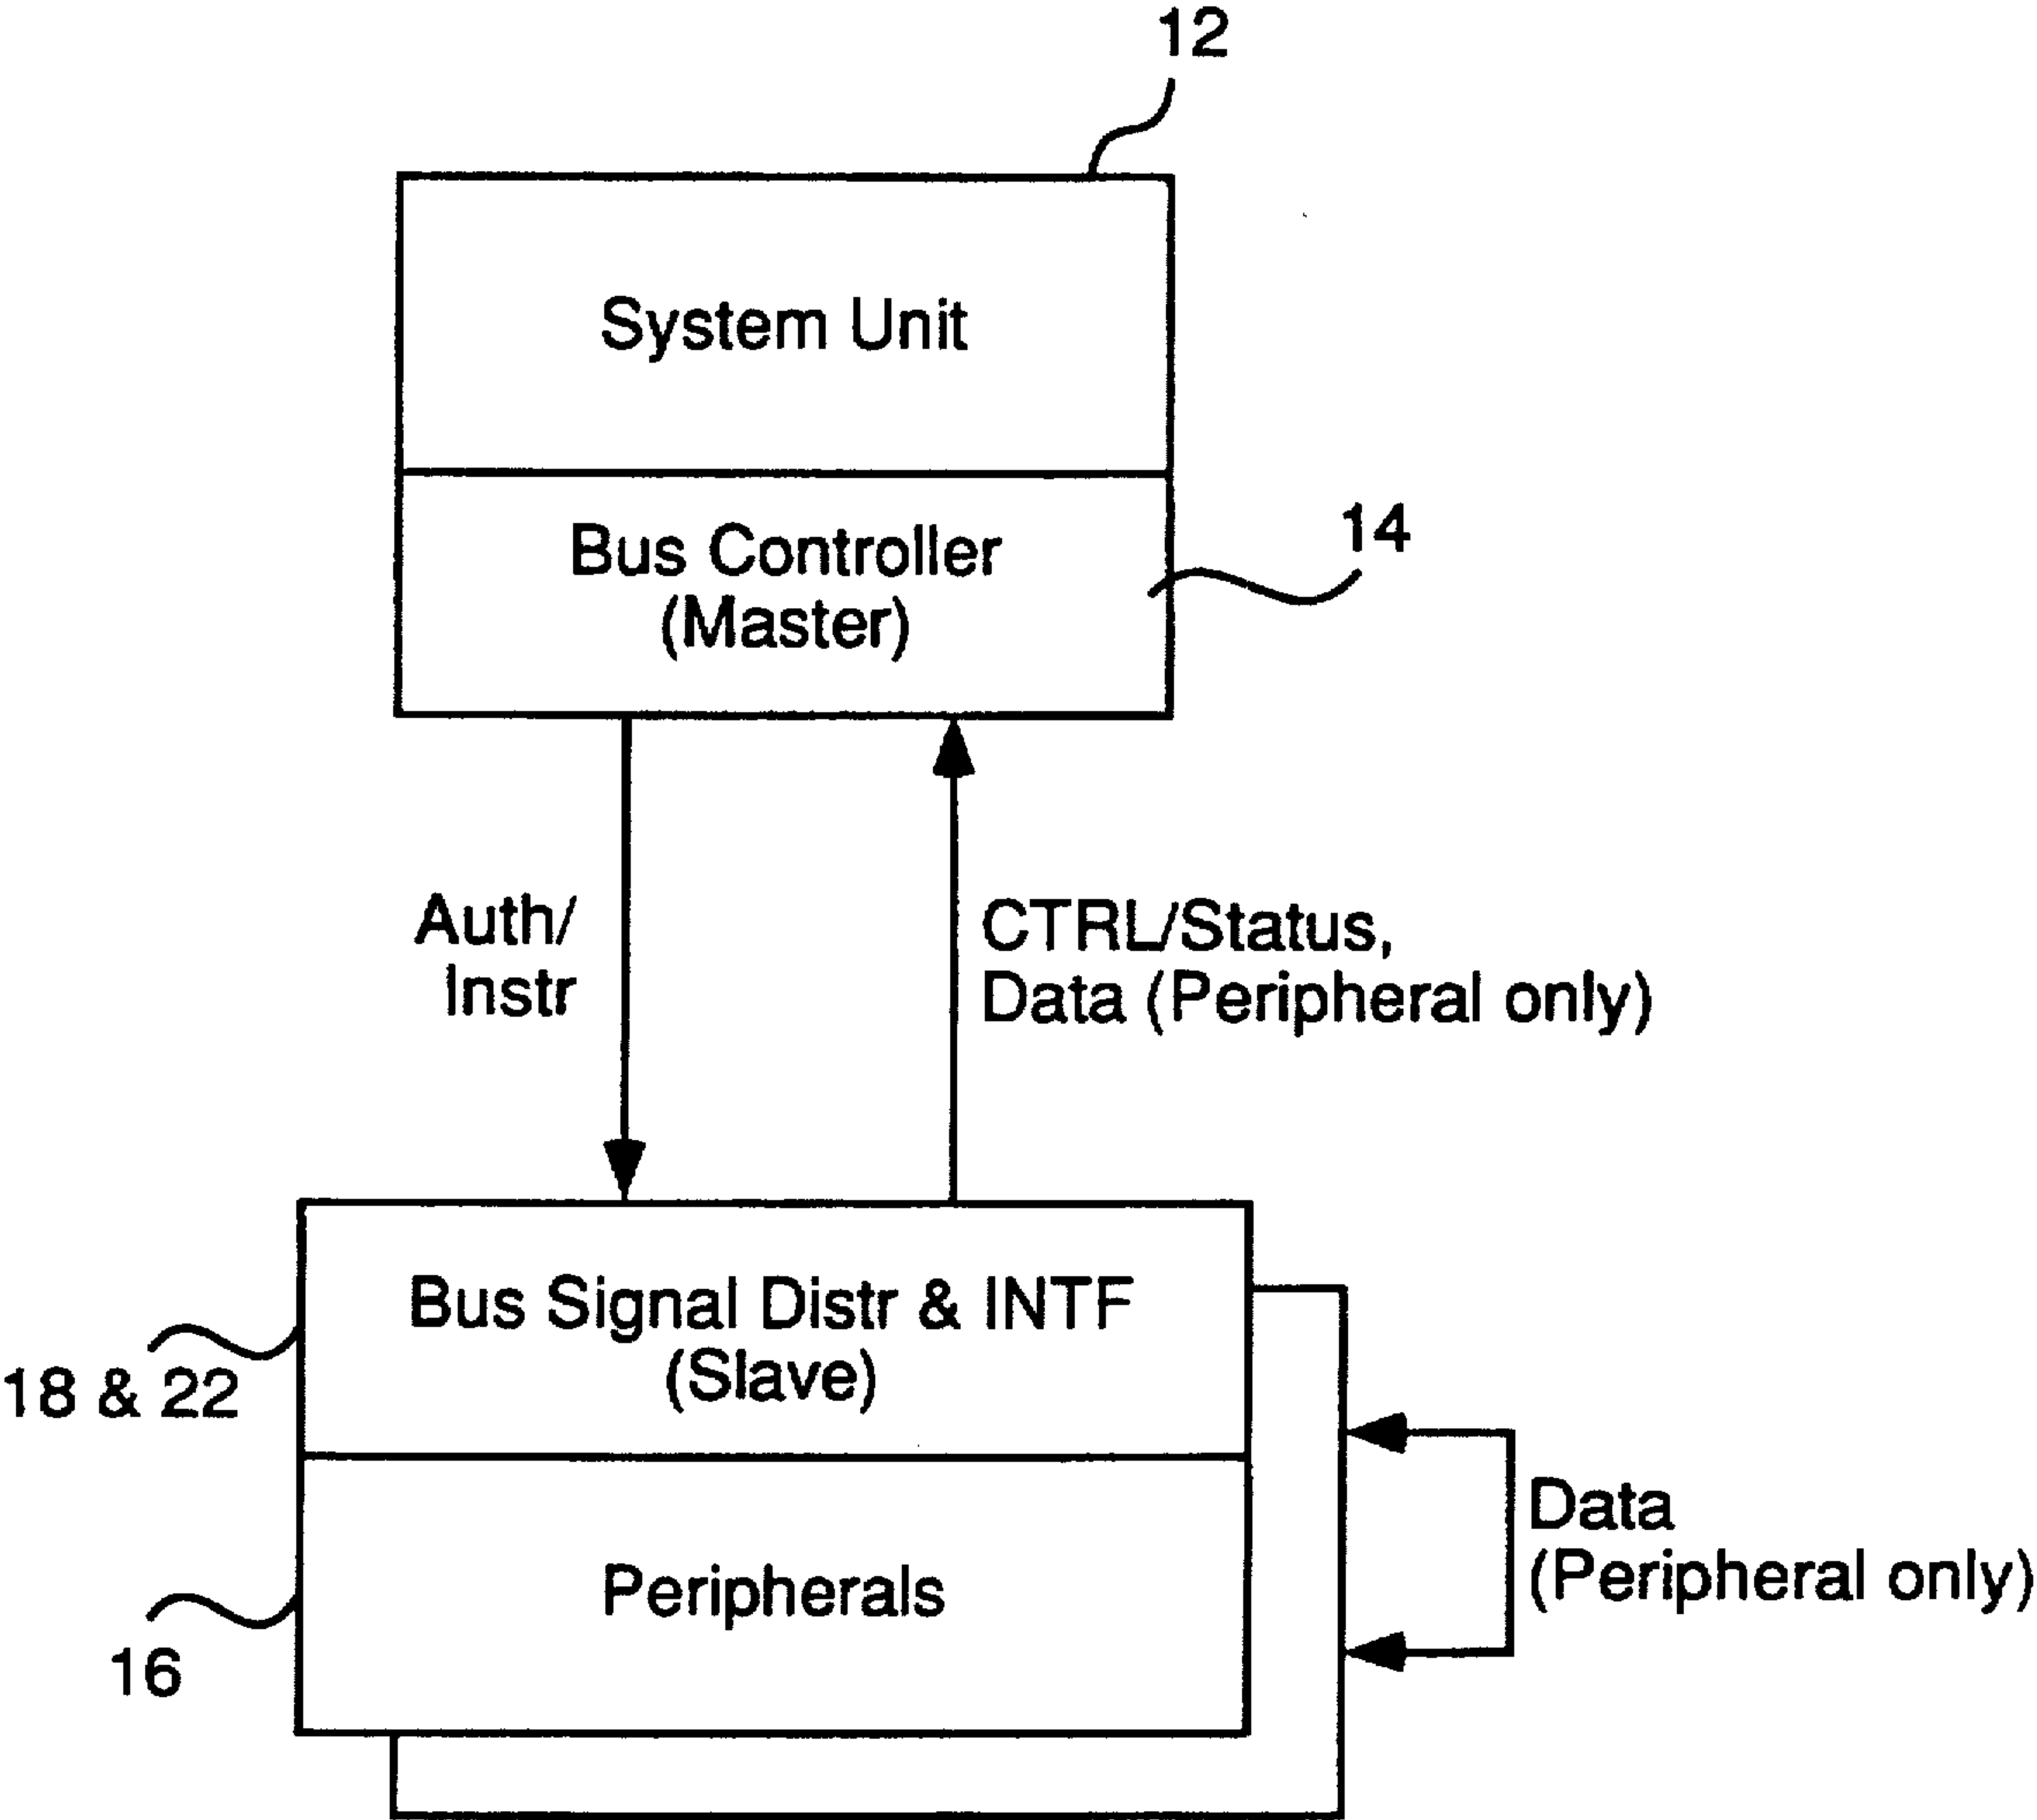 12
System Unit
Bus Controller
(Master)
14
Auth/
Instr
CTRL/Status,
Data (Peripheral only)
Bus Signal Distr & INTF
(Slave)
18 & 22
Data
(Peripheral only)
Peripherals
16